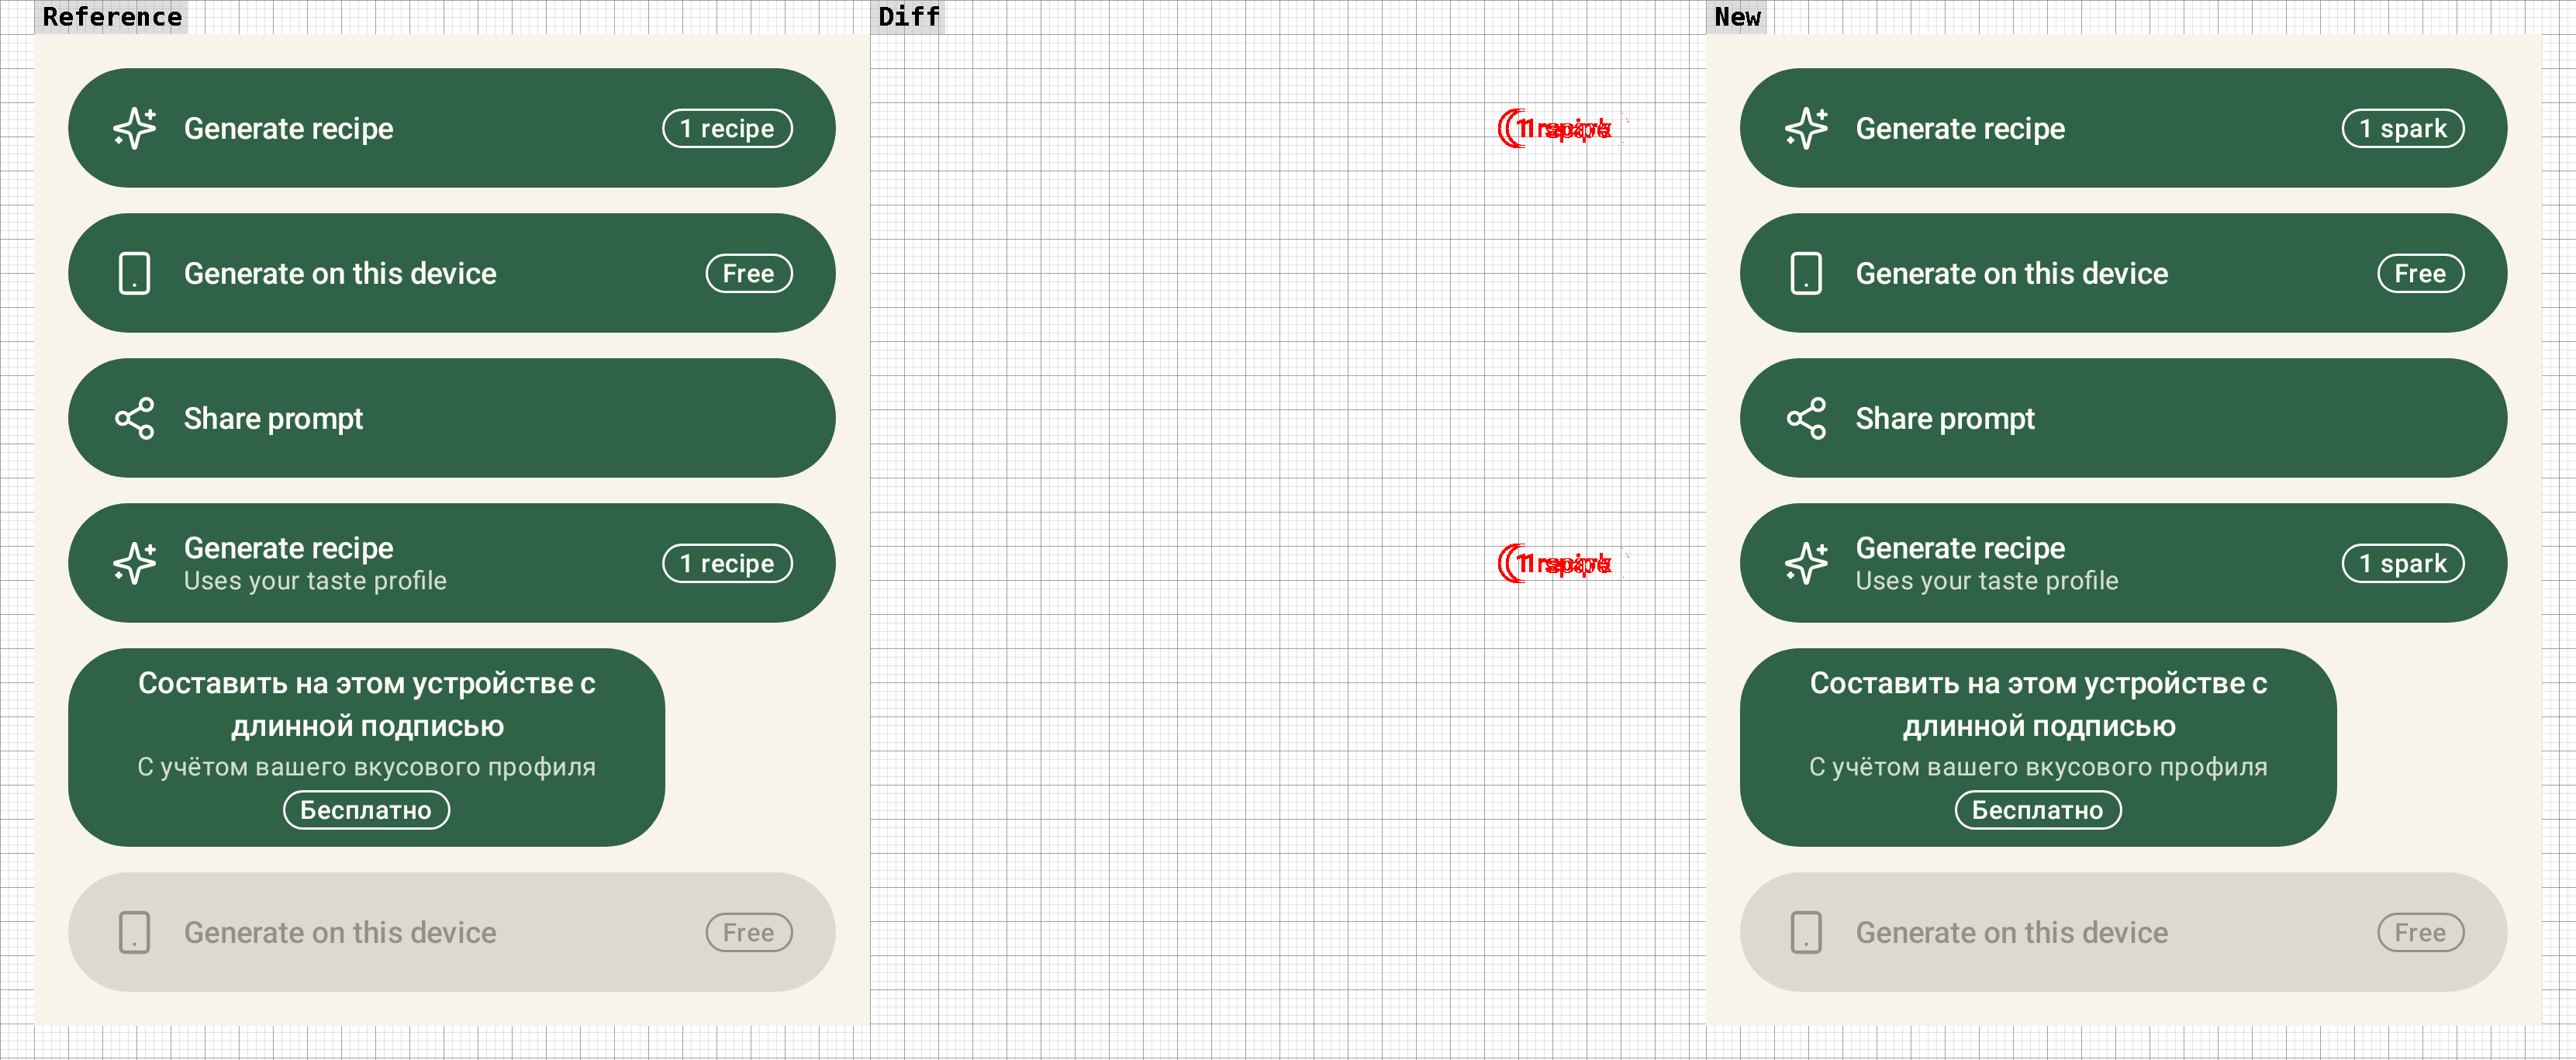 Reference
Generate recipe
1 recipe
Generate on this device
Free
Share prompt
Generate recipe
Uses your taste profile
1 recipe
Составить на этом устройстве с
длинной подписью
С учётом вашего вкусового профиля
Бесплатно
Generate on this device
Free
Diff
New
Generate recipe
1 spark
Generate on this device
Free
Share prompt
Generate recipe
Uses your taste profile
1 spark
Составить на этом устройстве с
длинной подписью
С учётом вашего вкусового профиля
Бесплатно
Generate on this device
Free